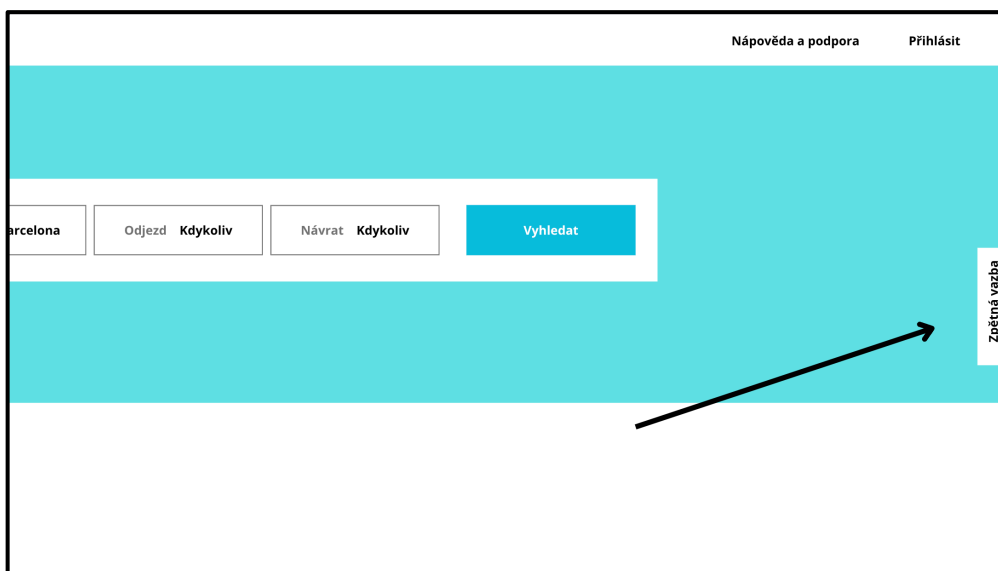 Nápověda a podpora Přihlásit
arcelona Odjezd Kdykoliv Návrat Kdykoliv Vyhledat
Zpětná vazba